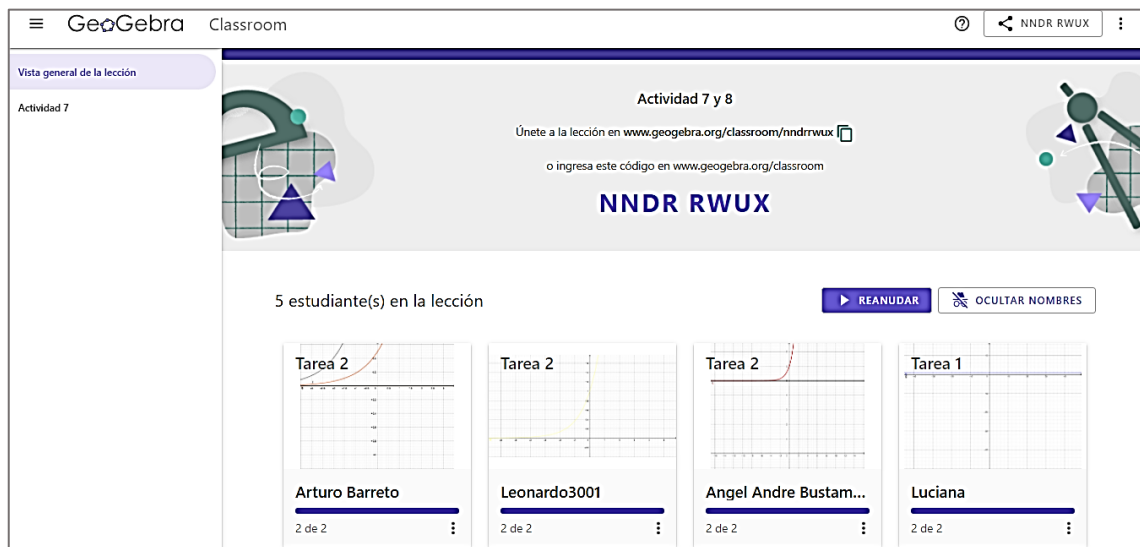 GeoGebra Classroom
NNDR RWUX
Vista general de la lección
Actividad 7
Actividad 7 y 8
Únete a la lección en www.geogebra.org/classroom/nndrrwux
o ingresa este código en www.geogebra.org/classroom
NNDR RWUX
5 estudiante(s) en la lección
REANUDAR
OCULTAR NOMBRES
Tarea 2
Tarea 2
Tarea 2
Tarea 1
Arturo Barreto
Leonardo3001
Angel Andre Bustam...
Luciana
2 de 2
2 de 2
2 de 2
2 de 2